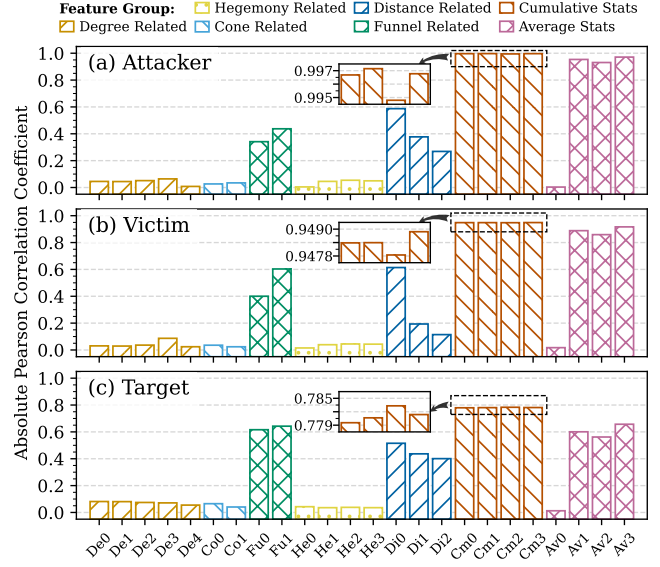 Feature Group:
Hegemony Related
Distance Related
Cumulative Stats
Degree Related
Cone Related
Funnel Related
Average Stats
Absolute Pearson Correlation Coefficient
(a) Attacker
1.0
0.8
0.6
0.4
0.2
0.0
0.997
0.995
(b) Victim
1.0
0.8
0.6
0.4
0.2
0.0
0.9490
0.9478
(c) Target
1.0
0.8
0.6
0.4
0.2
0.0
0.785
0.779
De0
De1
De2
De3
De4
Co0
Co1
Fu0
Fu1
He0
He1
He2
He3
Di0
Di1
Di2
Cm0
Cm1
Cm2
Cm3
Av0
Av1
Av2
Av3